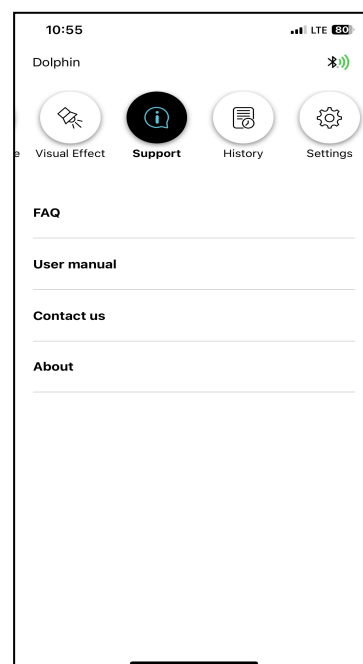 10:55 LTE 80
Dolphin
e Visual Effect Support History Settings
FAQ
User manual
Contact us
About